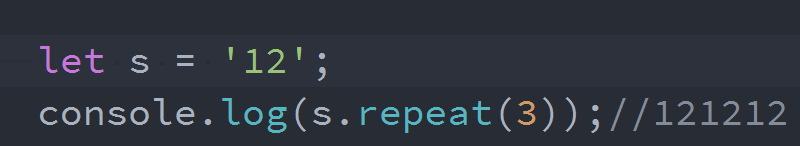 let s = '12';
console.log(s.repeat(3));//121212